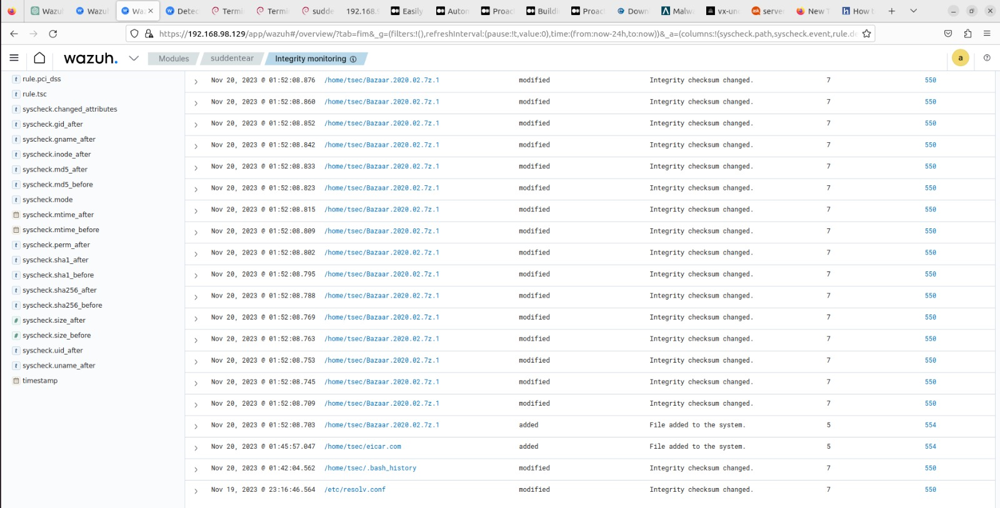 Wazuh
Wazuh
Waz
Detec
Termi
Termi
sudde
192.168.9
Easily
Autom
Proact
Buildi
Proact
Down
Malwa
vx-und
server
New T
How t
https://192.168.98.129/app/wazuh#/overview/?tab=fim&_g=(filters:!(),refreshInterval:(pause:!t,value:0),time:(from:now-24h,to:now))&_a=(columns:!(syscheck.path,syscheck.event,rule.de
wazuh. Modules suddentear Integrity monitoring a
rule.pci_dss
rule.tsc
syscheck.changed_attributes
syscheck.gid_after
syscheck.gname_after
syscheck.inode_after
syscheck.md5_after
syscheck.md5_before
syscheck.mode
syscheck.mtime_after
syscheck.mtime_before
syscheck.perm_after
syscheck.sha1_after
syscheck.sha1_before
syscheck.sha256_after
syscheck.sha256_before
syscheck.size_after
syscheck.size_before
syscheck.uid_after
syscheck.uname_after
timestamp
Nov 20, 2023 @ 01:52:08.876 /home/tsec/Bazaar.2020.02.7z.1 modified Integrity checksum changed. 7 550
Nov 20, 2023 @ 01:52:08.860 /home/tsec/Bazaar.2020.02.7z.1 modified Integrity checksum changed. 7 550
Nov 20, 2023 @ 01:52:08.852 /home/tsec/Bazaar.2020.02.7z.1 modified Integrity checksum changed. 7 550
Nov 20, 2023 @ 01:52:08.842 /home/tsec/Bazaar.2020.02.7z.1 modified Integrity checksum changed. 7 550
Nov 20, 2023 @ 01:52:08.833 /home/tsec/Bazaar.2020.02.7z.1 modified Integrity checksum changed. 7 550
Nov 20, 2023 @ 01:52:08.823 /home/tsec/Bazaar.2020.02.7z.1 modified Integrity checksum changed. 7 550
Nov 20, 2023 @ 01:52:08.815 /home/tsec/Bazaar.2020.02.7z.1 modified Integrity checksum changed. 7 550
Nov 20, 2023 @ 01:52:08.809 /home/tsec/Bazaar.2020.02.7z.1 modified Integrity checksum changed. 7 550
Nov 20, 2023 @ 01:52:08.802 /home/tsec/Bazaar.2020.02.7z.1 modified Integrity checksum changed. 7 550
Nov 20, 2023 @ 01:52:08.795 /home/tsec/Bazaar.2020.02.7z.1 modified Integrity checksum changed. 7 550
Nov 20, 2023 @ 01:52:08.788 /home/tsec/Bazaar.2020.02.7z.1 modified Integrity checksum changed. 7 550
Nov 20, 2023 @ 01:52:08.769 /home/tsec/Bazaar.2020.02.7z.1 modified Integrity checksum changed. 7 550
Nov 20, 2023 @ 01:52:08.763 /home/tsec/Bazaar.2020.02.7z.1 modified Integrity checksum changed. 7 550
Nov 20, 2023 @ 01:52:08.753 /home/tsec/Bazaar.2020.02.7z.1 modified Integrity checksum changed. 7 550
Nov 20, 2023 @ 01:52:08.745 /home/tsec/Bazaar.2020.02.7z.1 modified Integrity checksum changed. 7 550
Nov 20, 2023 @ 01:52:08.709 /home/tsec/Bazaar.2020.02.7z.1 modified Integrity checksum changed. 7 550
Nov 20, 2023 @ 01:52:08.703 /home/tsec/Bazaar.2020.02.7z.1 added File added to the system. 5 554
Nov 20, 2023 @ 01:45:57.047 /home/tsec/eicar.com added File added to the system. 5 554
Nov 20, 2023 @ 01:42:04.562 /home/tsec/.bash_history modified Integrity checksum changed. 7 550
Nov 19, 2023 @ 23:16:46.564 /etc/resolv.conf modified Integrity checksum changed. 7 550